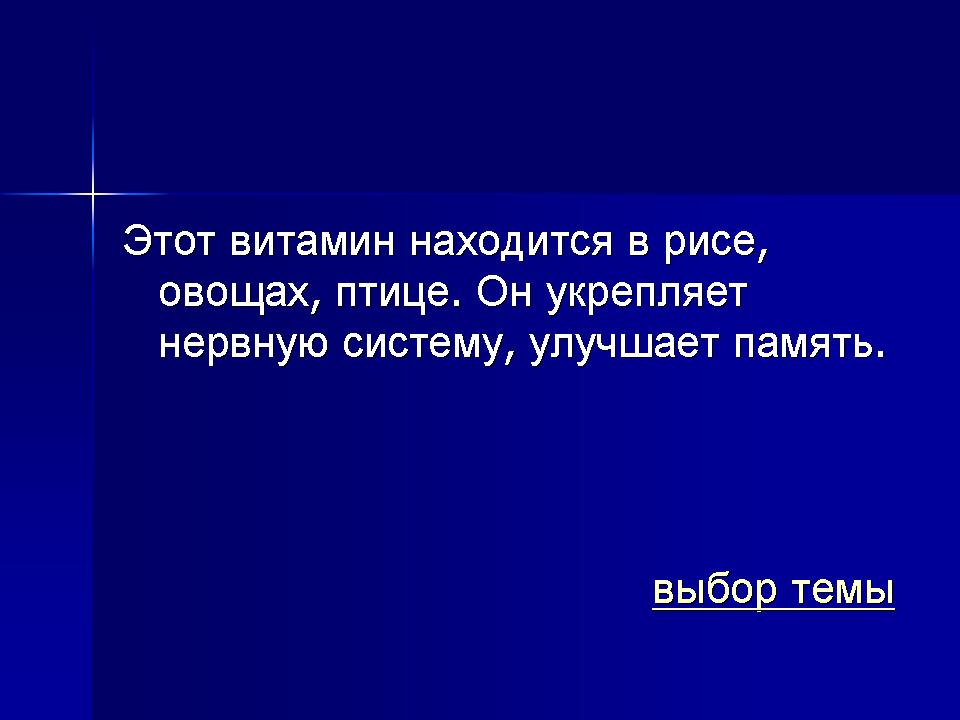 Этот витамин находится в рисе,
овощах, птице. Он укрепляет
нервную систему, улучшает память.
выбор темы